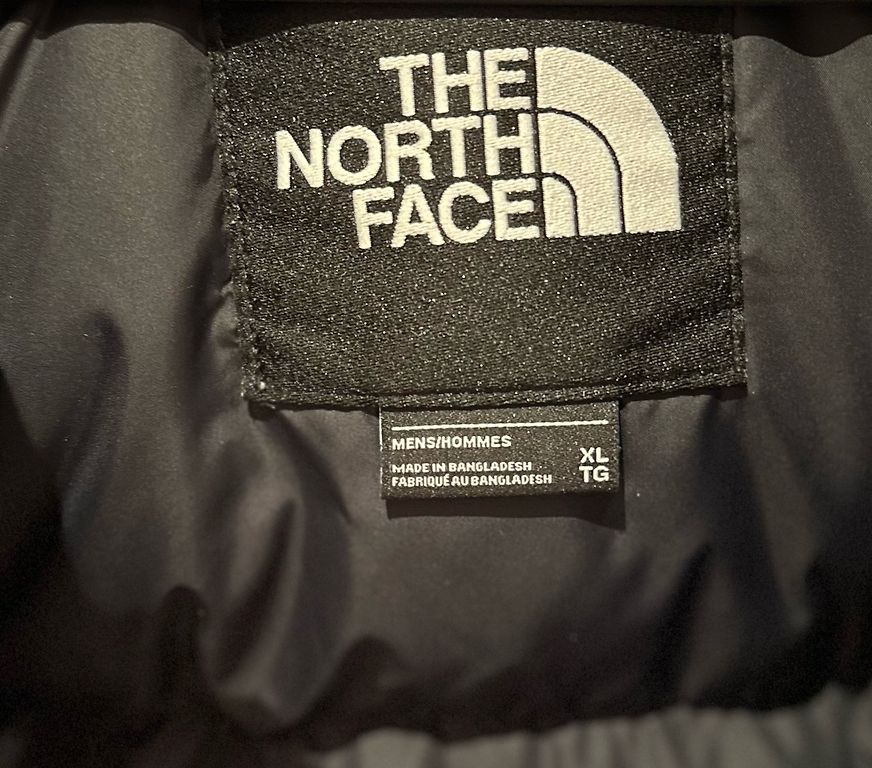 THE
NORTH
FACE
MENS/HOMMES
MADE IN BANGLADESH
FABRIQUÉ AU BANGLADESH
XL
TG